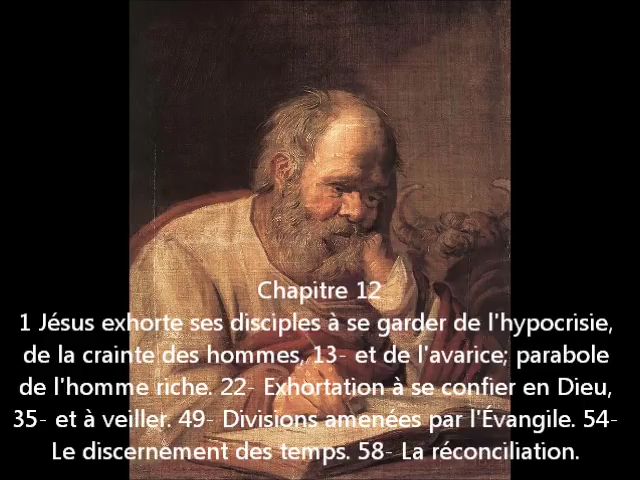 Chapitre 12
1 Jésus exhorte ses disciples à se garder de l'hypocrisie,
de la crainte des hommes, 13- et de l'avarice; parabole
de l'homme riche. 22- Exhortation à se confier en Dieu,
35- et à veiller. 49- Divisions amenées par l'Évangile. 54-
Le discernement des temps. 58- La réconciliation.